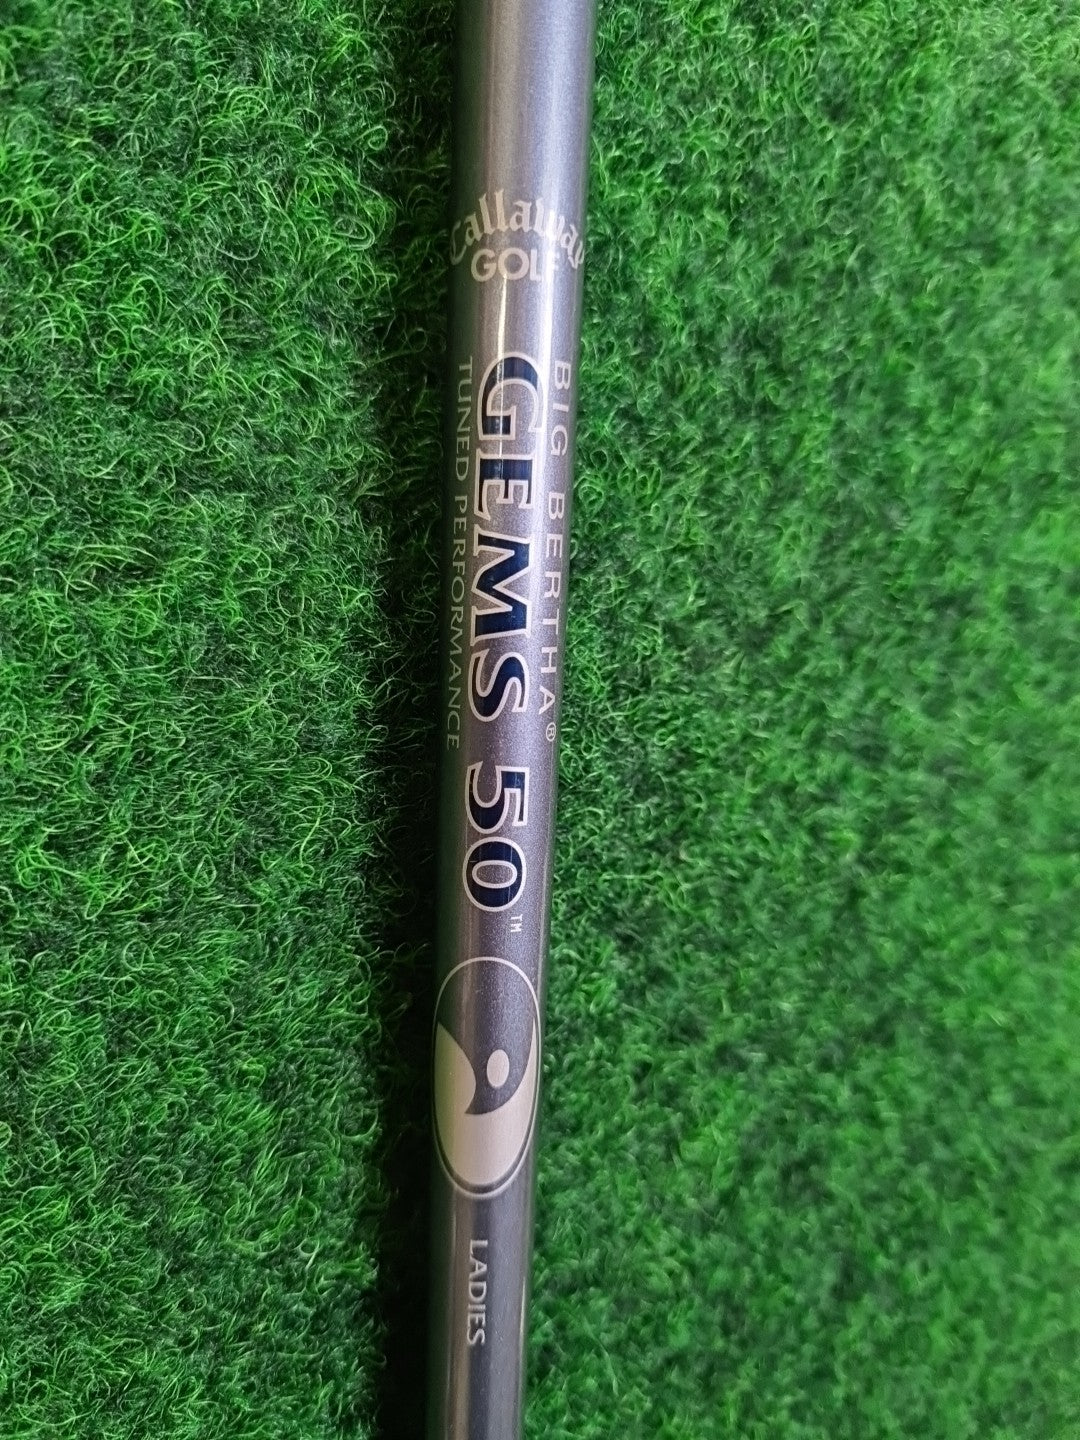 Callaway
GOLF
BIG BERTHA®
GEMS 50™
TUNED PERFORMANCE
LADIES